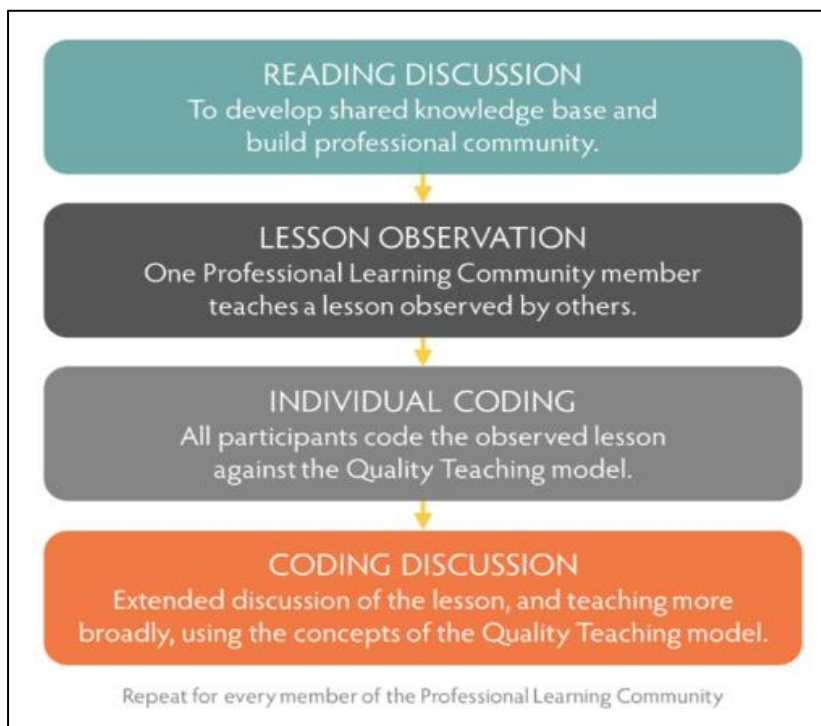 READING DISCUSSION
To develop shared knowledge base and
build professional community.
LESSON OBSERVATION
One Professional Learning Community member
teaches a lesson observed by others.
INDIVIDUAL CODING
All participants code the observed lesson
against the Quality Teaching model.
CODING DISCUSSION
Extended discussion of the lesson, and teaching more
broadly, using the concepts of the Quality Teaching model.
Repeat for every member of the Professional Learning Community